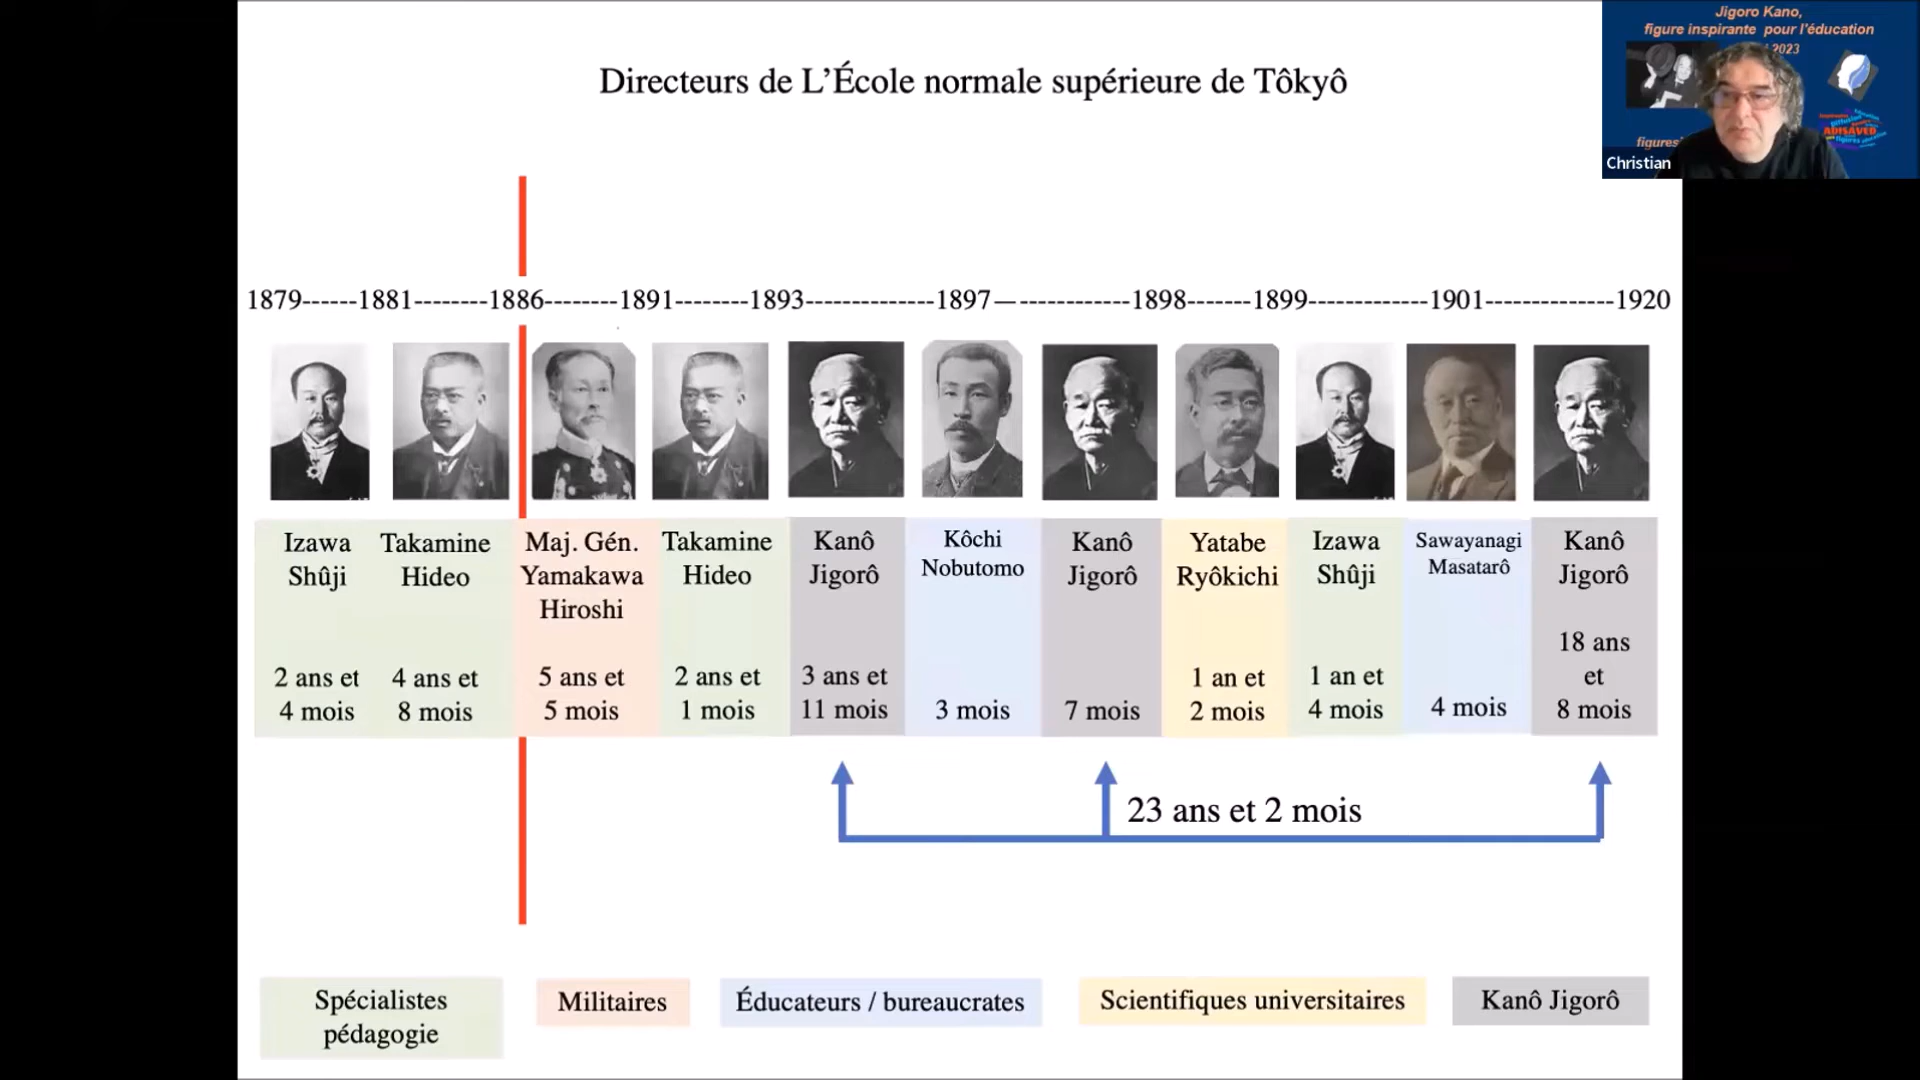 Jigoro Kano,
figure inspirante pour l'éducation
2023
figures
ADISAVED
Christian
Directeurs de L'École normale supérieure de Tôkyô
1879------1881--------1886--------1891--------1893--------------1897—------------1898-------1899-------------1901--------------1920
Izawa
Shûji
2 ans et
4 mois
Takamine
Hideo
4 ans et
8 mois
Maj. Gén.
Yamakawa
Hiroshi
5 ans et
5 mois
Takamine
Hideo
2 ans et
1 mois
Kanô
Jigorô
3 ans et
11 mois
Kôchi
Nobutomo
3 mois
Kanô
Jigorô
7 mois
Yatabe
Ryôkichi
1 an et
2 mois
Izawa
Shûji
1 an et
4 mois
Sawayanagi
Masatarô
4 mois
Kanô
Jigorô
18 ans
et
8 mois
23 ans et 2 mois
Spécialistes
pédagogie
Militaires
Éducateurs / bureaucrates
Scientifiques universitaires
Kanô Jigorô